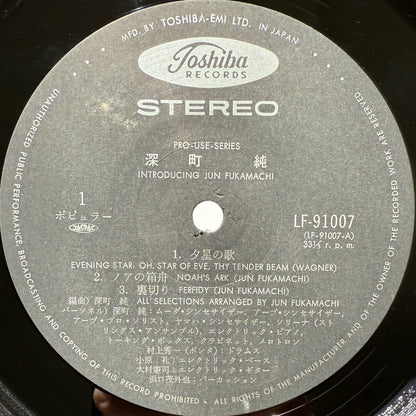 MFD. BY TOSHIBA-EMI LTD. IN JAPAN
Toshiba
RECORDS
STEREO
PRO-USE-SERIES
深町 純
INTRODUCING JUN FUKAMACHI
1
ポピュラー
LF-91007
(LF-91007-A)
33⅓ r. p. m.
1. 夕星の歌
EVENING STAR: OH, STAR OF EVE, THY TENDER BEAM (WAGNER)
2. ノアの箱舟 NOAH'S ARK (JUN FUKAMACHI)
3. 裏切り PERFIDY (JUN FUKAMACHI)
編曲) 深町 純 ALL SELECTIONS ARRANGED BY JUN FUKAMACHI
パーソネル) 深町 純: ムーグ・シンセサイザー, アープ・シンセサイザー,
アープ・プロ・ソリスト・シンセサイザー, ソリーナ (スト
リングス・アンサンブル), エレクトリック・ピアノ,
トーキング・ボックス, クラビネット, メロトロン
村上秀一 (ポンタ): ドラムス
小原 礼: エレクトリック・ベース
大村憲司: エレクトリック・ギター
浜口茂外也: パーカッション
UNAUTHORIZED PUBLIC PERFORMANCE, BROADCASTING AND COPYING OF THIS RECORD PROHIBITED
ALL RIGHTS OF THE MANUFACTURER AND OF THE OWNER OF THE RECORDED WORK ARE RESERVED